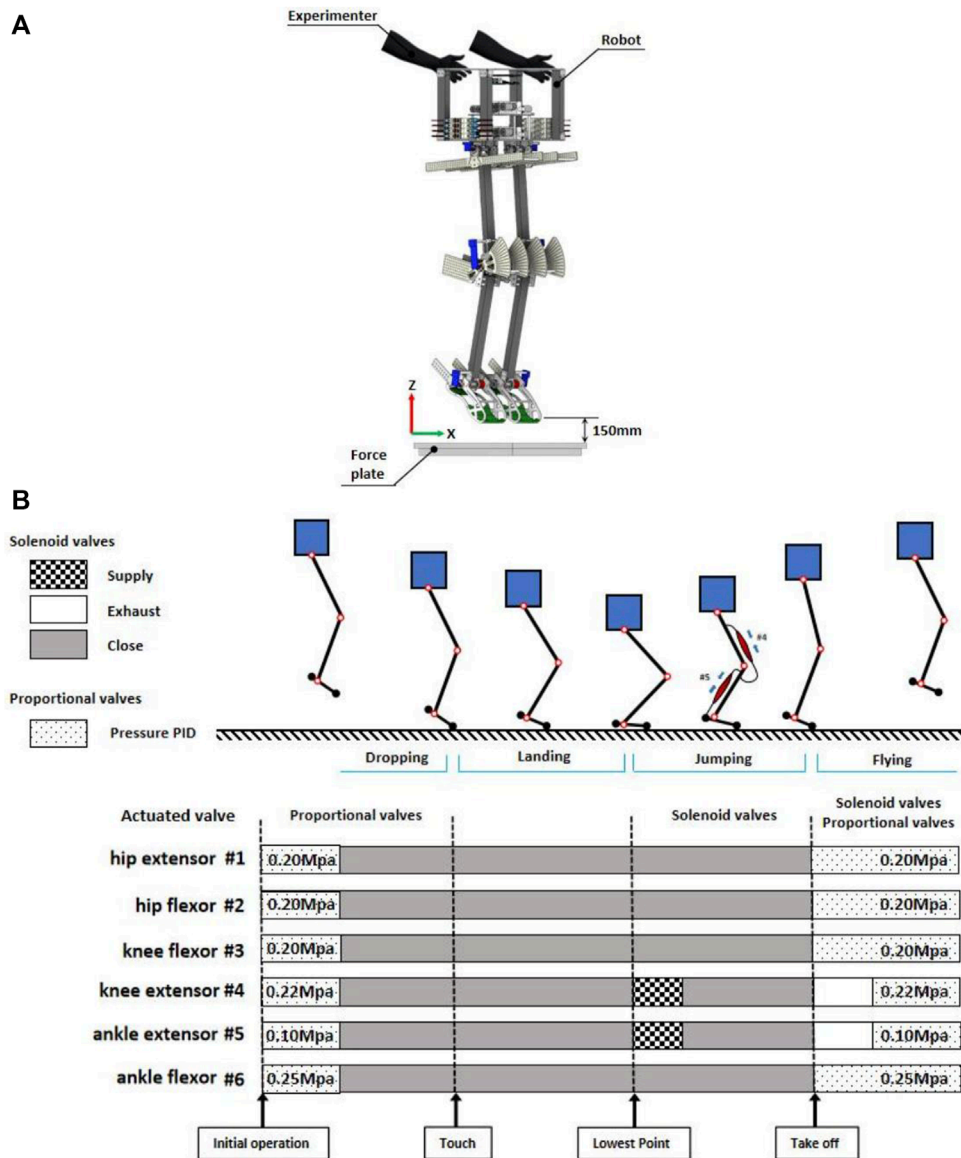 A
Experimenter
Robot
Z
X
150mm
Force
plate
B
Solenoid valves
Supply
Exhaust
Close
Proportional valves
Pressure PID
#4
#5
Dropping
Landing
Jumping
Flying
Actuated valve
Proportional valves
Solenoid valves
Solenoid valves
Proportional valves
hip extensor #1 0.20Mpa 0.20Mpa
hip flexor #2 0.20Mpa 0.20Mpa
knee flexor #3 0.20Mpa 0.20Mpa
knee extensor #4 0.22Mpa 0.22Mpa
ankle extensor #5 0.10Mpa 0.10Mpa
ankle flexor #6 0.25Mpa 0.25Mpa
Initial operation
Touch
Lowest Point
Take off